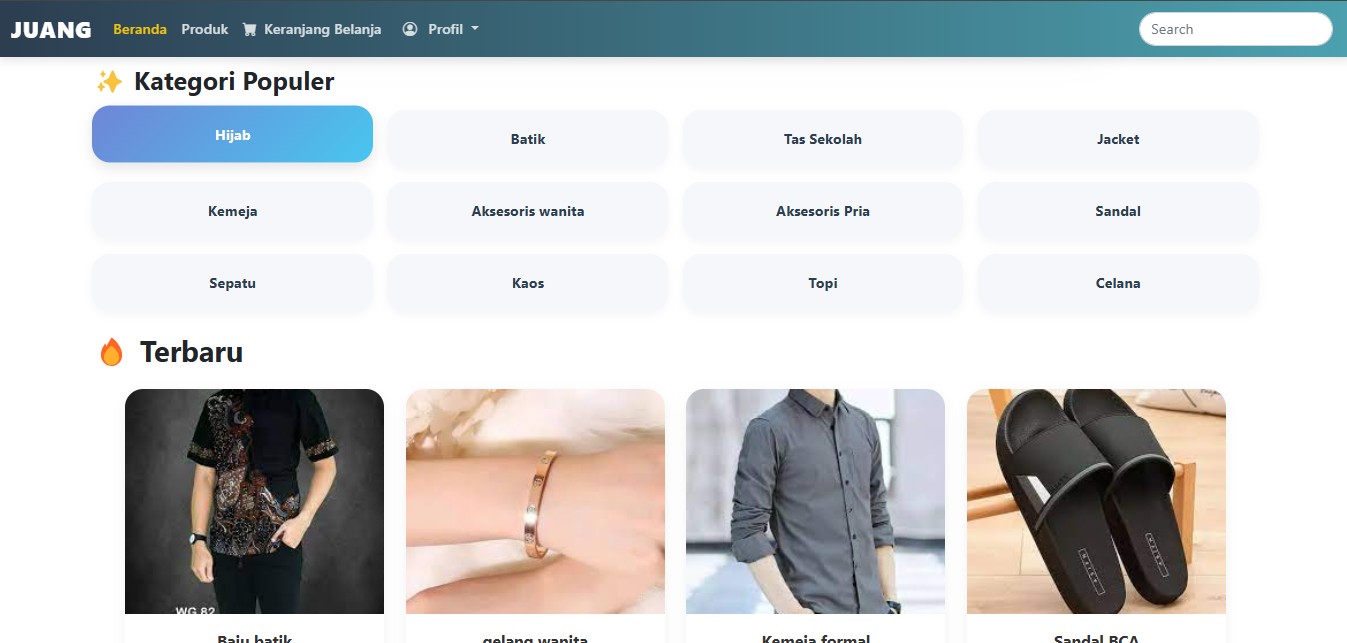 JUANG Beranda Produk Keranjang Belanja Profil Search
Kategori Populer
Hijab Batik Tas Sekolah Jacket
Kemeja Aksesoris wanita Aksesoris Pria Sandal
Sepatu Kaos Topi Celana
Terbaru
WG 82
Baju batik gelang wanita Kemeja formal Sandal BCA